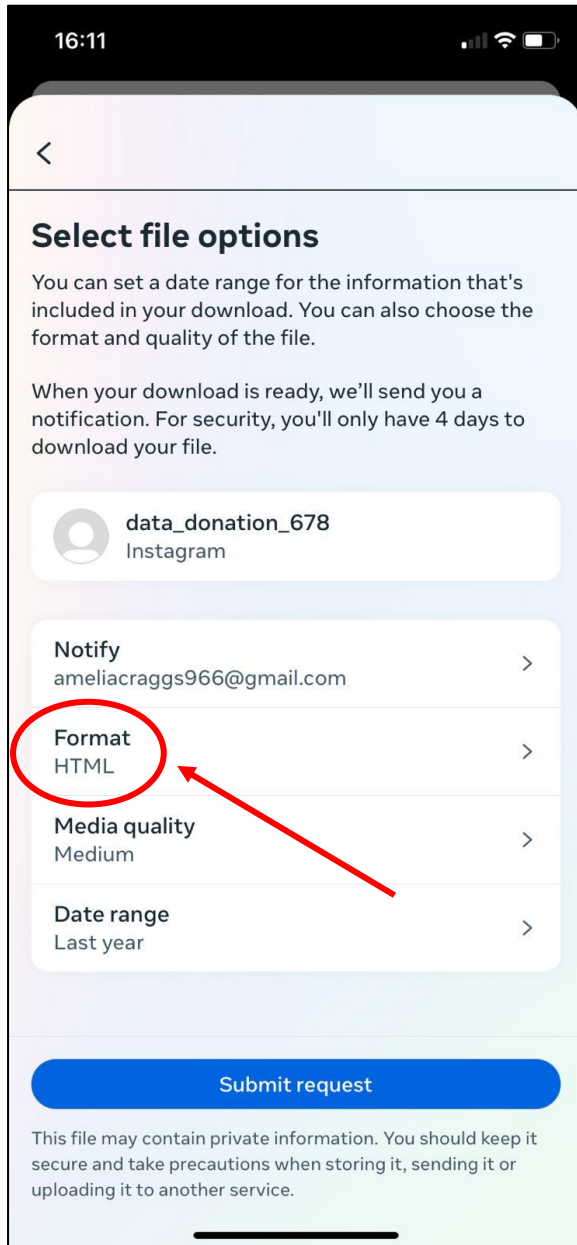 16:11
Select file options
You can set a date range for the information that's
included in your download. You can also choose the
format and quality of the file.
When your download is ready, we’ll send you a
notification. For security, you'll only have 4 days to
download your file.
data_donation_678
Instagram
Notify
ameliacraggs966@gmail.com
Format
HTML
Media quality
Medium
Date range
Last year
Submit request
This file may contain private information. You should keep it
secure and take precautions when storing it, sending it or
uploading it to another service.